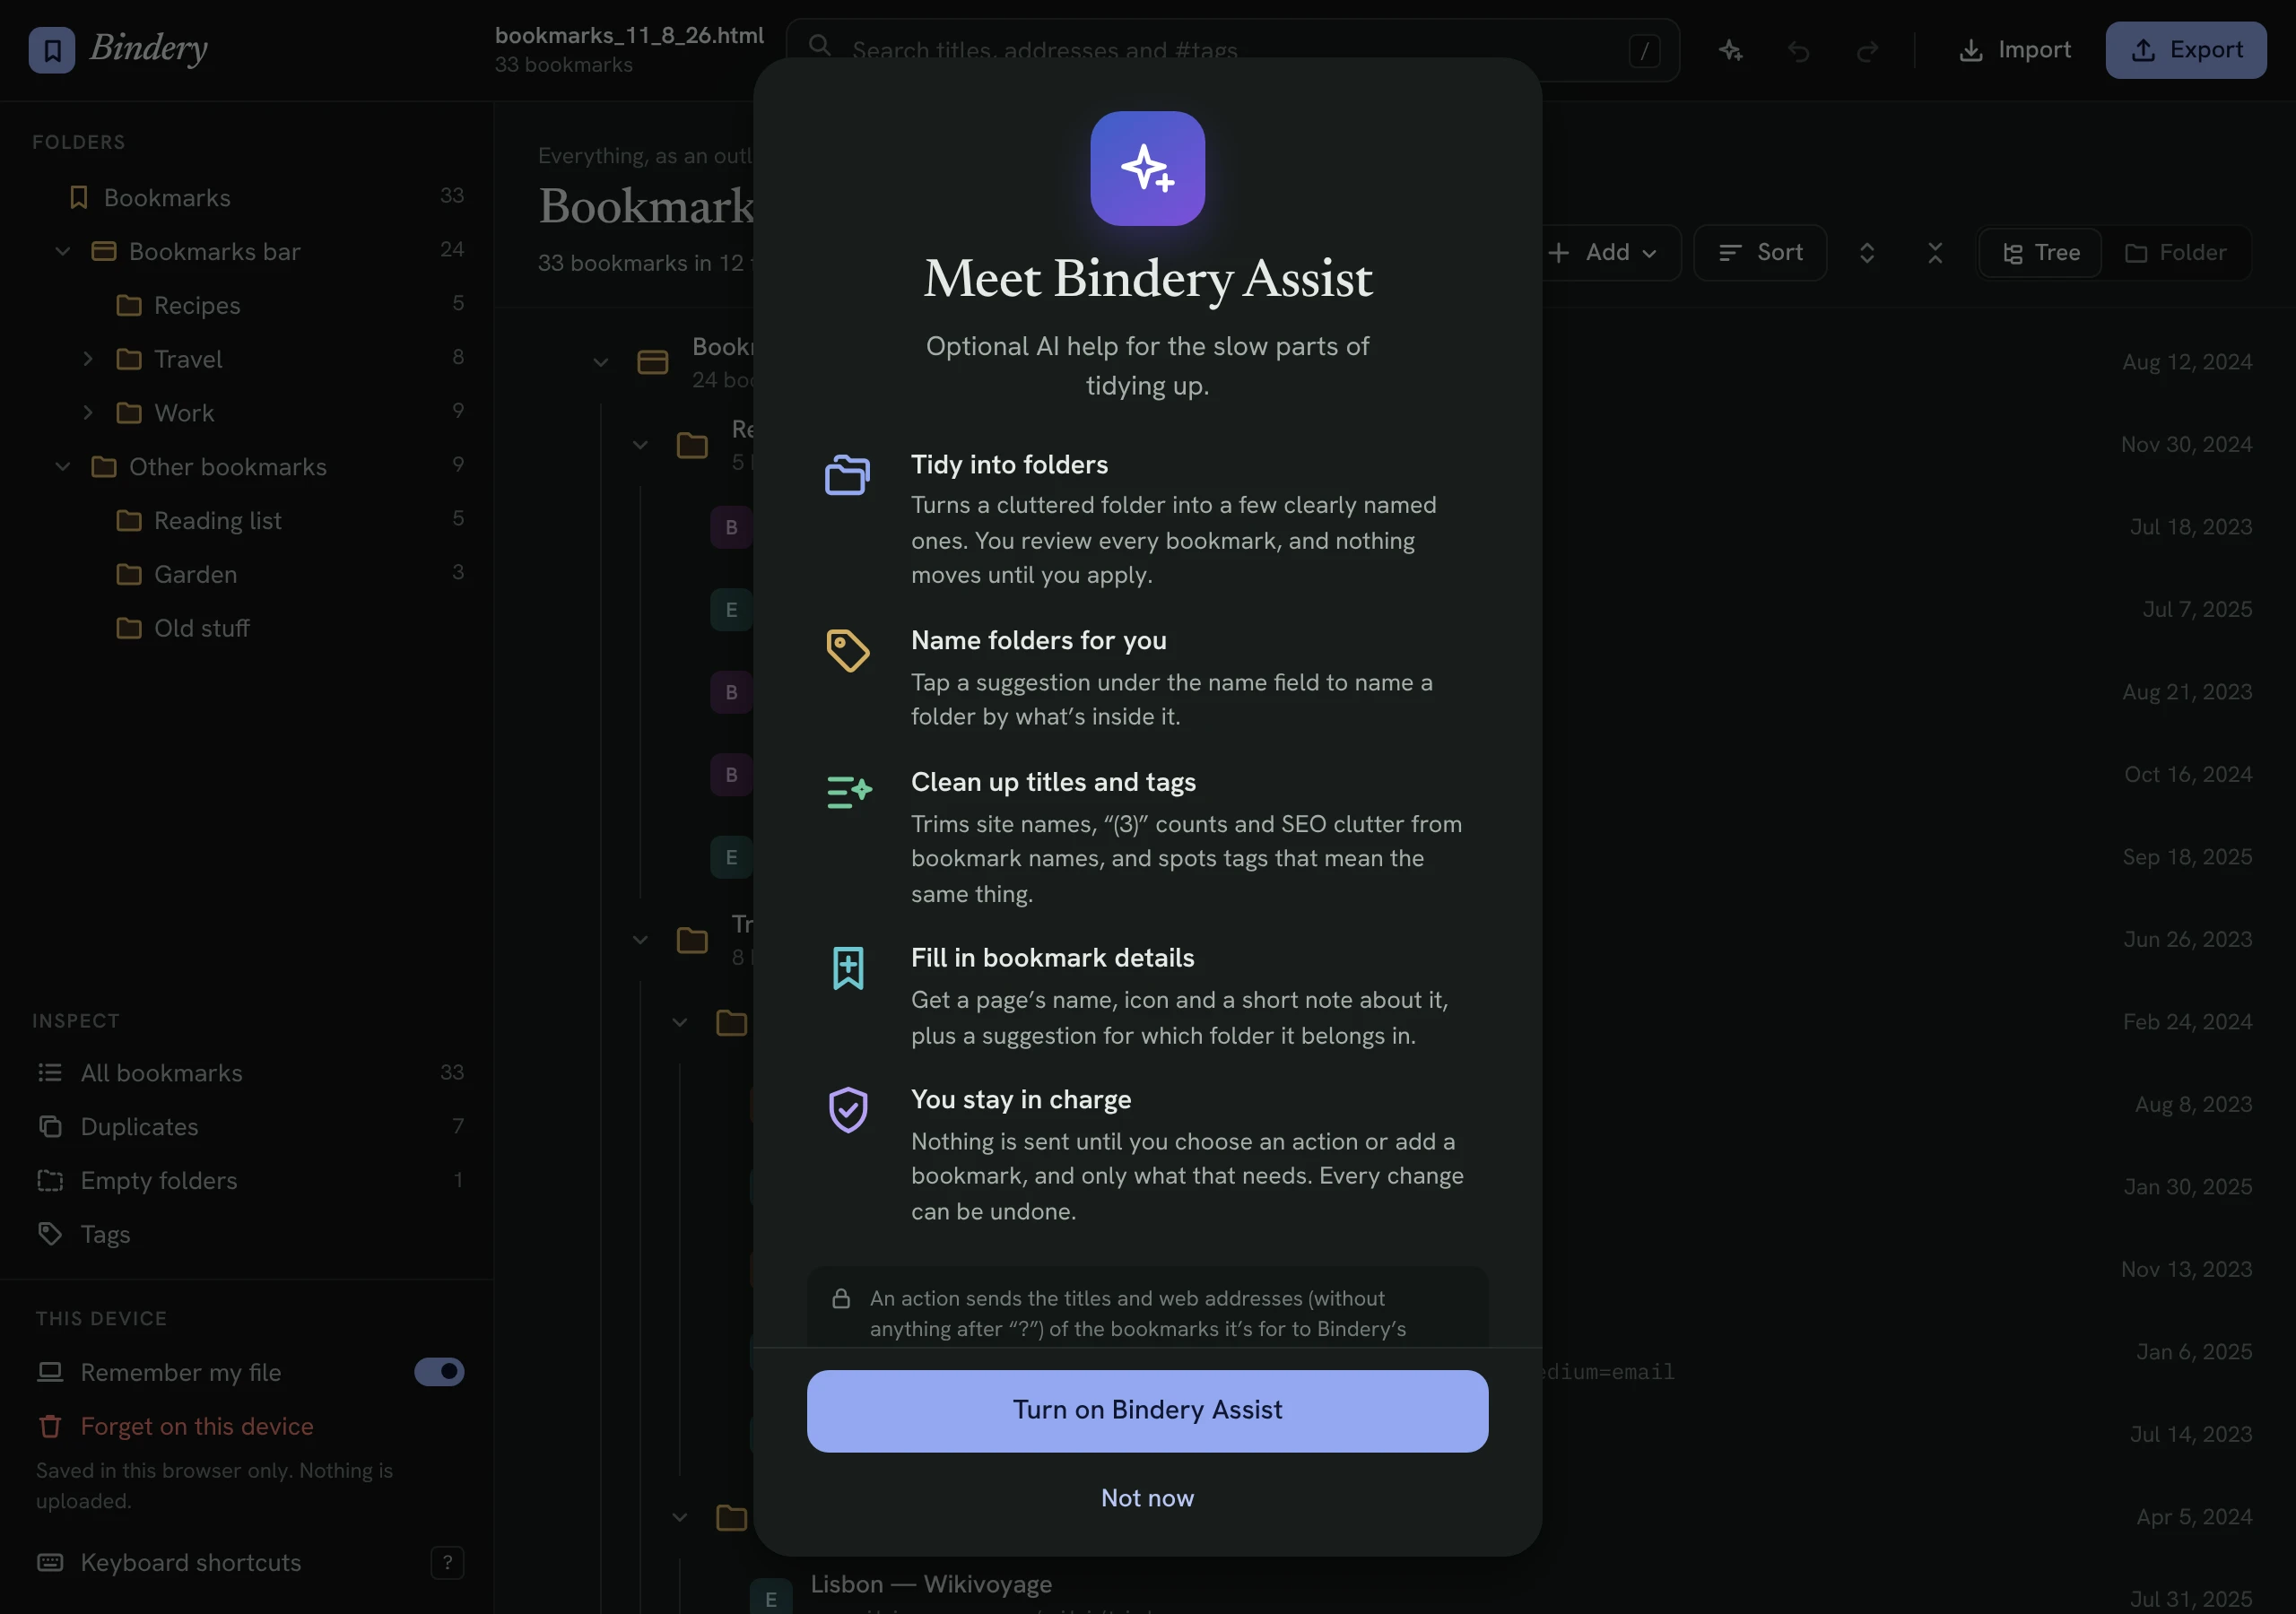 Bindery
bookmarks_11_8_26.html
33 bookmarks
Search titles, addresses and #tags
/
Import
Export
FOLDERS
Bookmarks 33
Bookmarks bar 24
Recipes 5
Travel 8
Work 9
Other bookmarks 9
Reading list 5
Garden 3
Old stuff
INSPECT
All bookmarks 33
Duplicates 7
Empty folders 1
Tags
THIS DEVICE
Remember my file
Forget on this device
Saved in this browser only. Nothing is
uploaded.
Keyboard shortcuts ?
Everything, as an
Bookmark
33 bookmarks in 12
Add
Sort
Tree
Folder
24
5
B
E
B
B
E
8
Meet Bindery Assist
Optional AI help for the slow parts of
tidying up.
Tidy into folders
Turns a cluttered folder into a few clearly named
ones. You review every bookmark, and nothing
moves until you apply.
Name folders for you
Tap a suggestion under the name field to name a
folder by what’s inside it.
Clean up titles and tags
Trims site names, “(3)” counts and SEO clutter from
bookmark names, and spots tags that mean the
same thing.
Fill in bookmark details
Get a page’s name, icon and a short note about it,
plus a suggestion for which folder it belongs in.
You stay in charge
Nothing is sent until you choose an action or add a
bookmark, and only what that needs. Every change
can be undone.
An action sends the titles and web addresses (without
anything after “?”) of the bookmarks it’s for to Bindery’s
Turn on Bindery Assist
Not now
edium=email
E
Lisbon — Wikivoyage
Aug 12, 2024
Nov 30, 2024
Jul 18, 2023
Jul 7, 2025
Aug 21, 2023
Oct 16, 2024
Sep 18, 2025
Jun 26, 2023
Feb 24, 2024
Aug 8, 2023
Jan 30, 2025
Nov 13, 2023
Jan 6, 2025
Jul 14, 2023
Apr 5, 2024
Jul 31, 2025